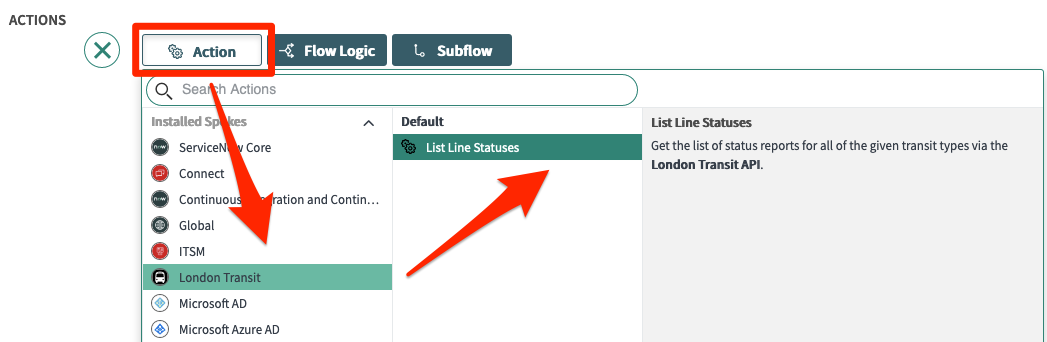 ACTIONS
Action
Flow Logic
Subflow
Search Actions
Installed Spokes
ServiceNow Core
Connect
Continuous ration and Contin...
Global
ITSM
London Transit
Microsoft AD
Microsoft Azure AD
Default
List Line Statuses
List Line Statuses
Get the list of status reports for all of the given transit types via the
London Transit API.